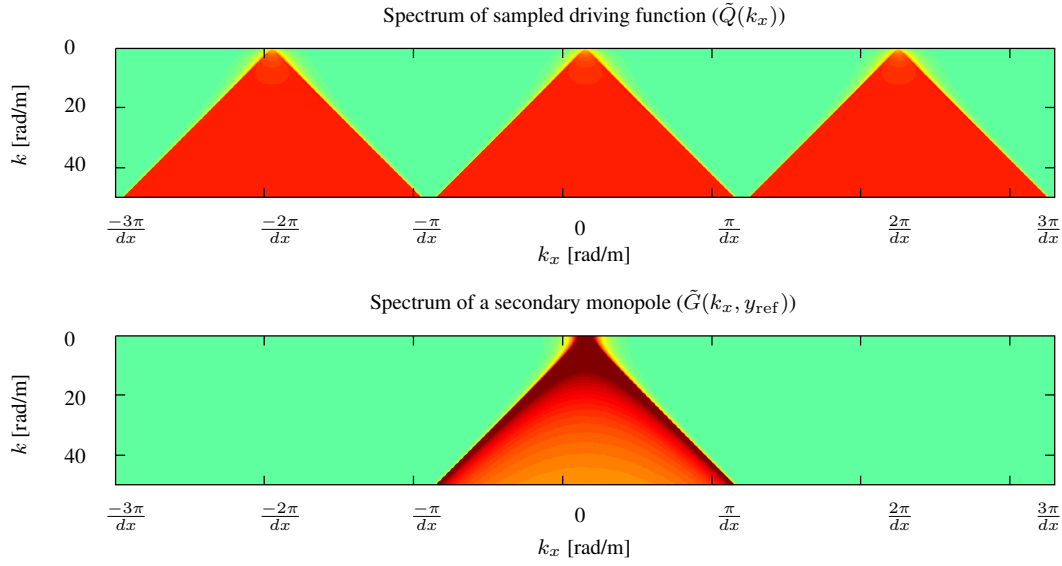 Spectrum of sampled driving function (Q̃(kₓ))
0
20
40
k [rad/m]
−3π/dx −2π/dx −π/dx 0 π/dx 2π/dx 3π/dx
kₓ [rad/m]
Spectrum of a secondary monopole (G̃(kₓ, y_ref))
0
20
40
k [rad/m]
−3π/dx −2π/dx −π/dx 0 π/dx 2π/dx 3π/dx
kₓ [rad/m]